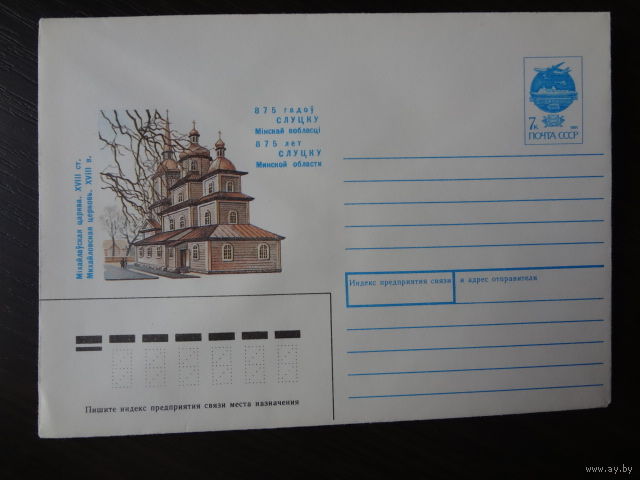 875 гадоў
СЛУЦКУ
Мінскай вобласці
875 лет
СЛУЦКУ
Минской области
Міхайлаўская царква. XVIII ст.
Михайловская церковь. XVIII в.
7к.
ПОЧТА СССР
Индекс предприятия связи и адрес отправителя
Пишите индекс предприятия связи места назначения
www.ay.by